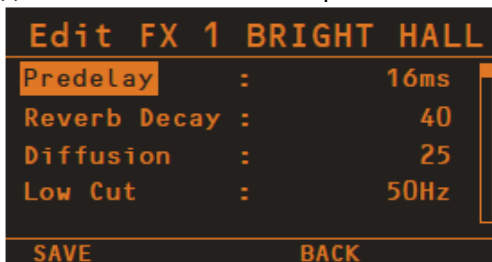 Edit FX 1 BRIGHT HALL
Predelay : 16ms
Reverb Decay : 40
Diffusion : 25
Low Cut : 50Hz
SAVE BACK